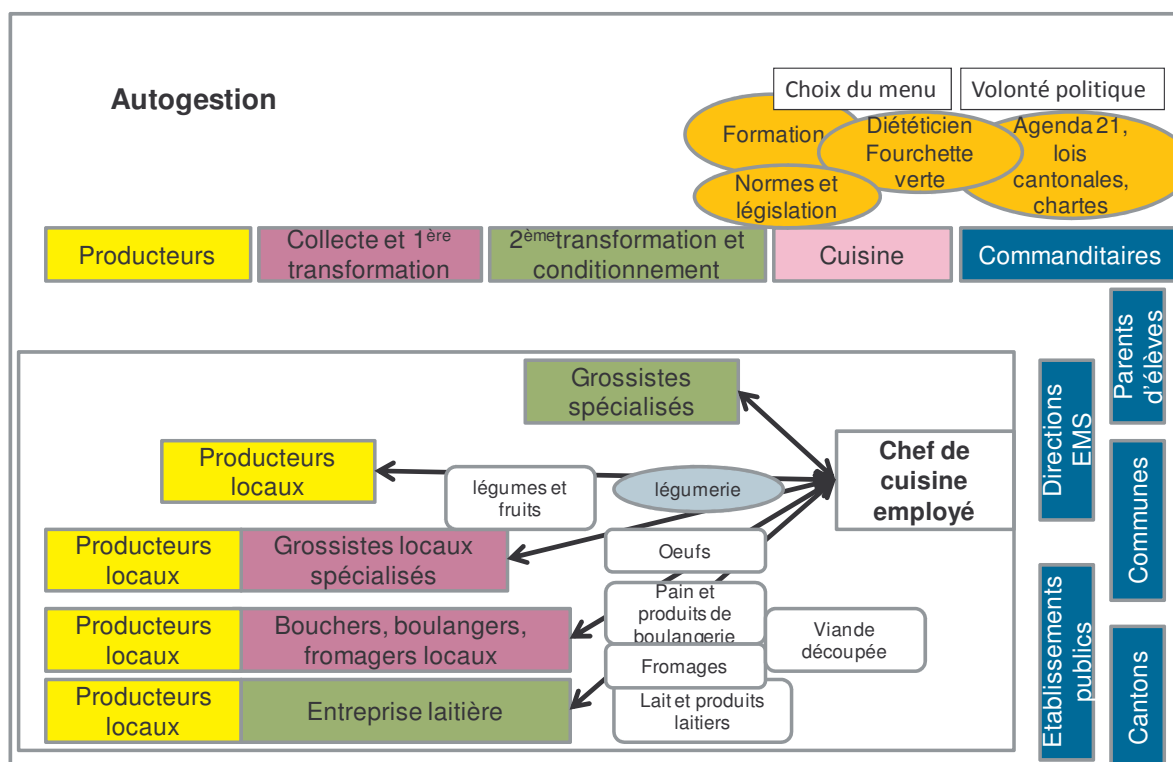 Autogestion
Choix du menu
Volonté politique
Formation
Diététicien
Fourchette
verte
Agenda 21,
lois
cantonales,
chartes
Normes et
législation
Producteurs
Collecte et 1ère
transformation
2èmetransformation et
conditionnement
Cuisine
Commanditaires
Parents
d'élèves
Directions
EMS
Communes
Etablissements
publics
Cantons
Grossistes
spécialisés
Chef de
cuisine
employé
Producteurs
locaux
légumes et
fruits
légumerie
Producteurs
locaux
Grossistes locaux
spécialisés
Oeufs
Producteurs
locaux
Bouchers, boulangers,
fromagers locaux
Pain et
produits de
boulangerie
Viande
découpée
Fromages
Producteurs
locaux
Entreprise laitière
Lait et produits
laitiers